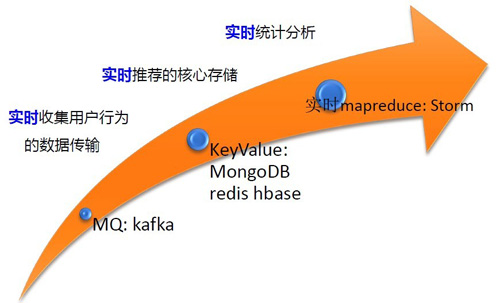 实时统计分析
实时推荐的核心存储
实时mapreduce: Storm
实时收集用户行为
的数据传输
KeyValue:
MongoDB
redis hbase
MQ: kafka